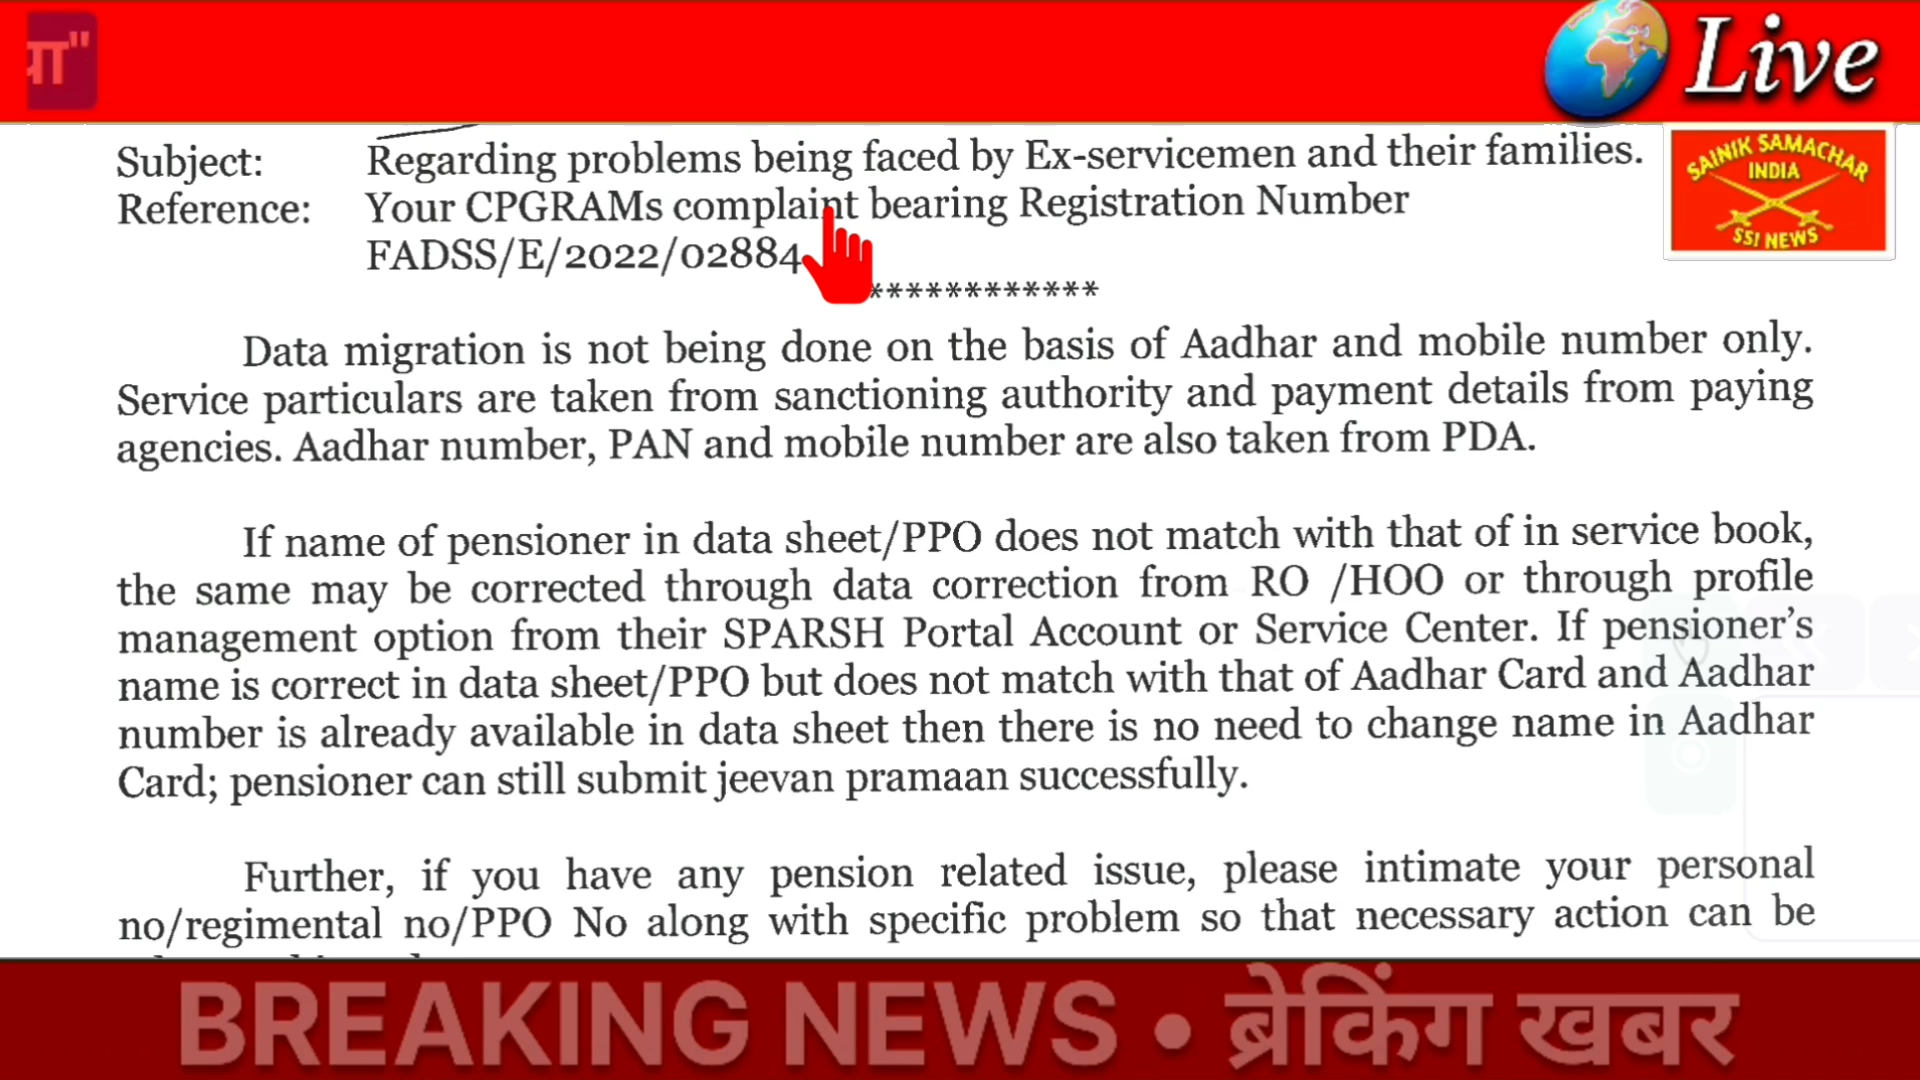 या"
Live
SAINIK SAMACHAR
INDIA
SSI NEWS
Subject: Regarding problems being faced by Ex-servicemen and their families.
Reference: Your CPGRAMs complaint bearing Registration Number
FADSS/E/2022/02884
************
Data migration is not being done on the basis of Aadhar and mobile number only.
Service particulars are taken from sanctioning authority and payment details from paying
agencies. Aadhar number, PAN and mobile number are also taken from PDA.
If name of pensioner in data sheet/PPO does not match with that of in service book,
the same may be corrected through data correction from RO /HOO or through profile
management option from their SPARSH Portal Account or Service Center. If pensioner's
name is correct in data sheet/PPO but does not match with that of Aadhar Card and Aadhar
number is already available in data sheet then there is no need to change name in Aadhar
Card; pensioner can still submit jeevan pramaan successfully.
Further, if you have any pension related issue, please intimate your personal
no/regimental no/PPO No along with specific problem so that necessary action can be
BREAKING NEWS • ब्रेकिंग खबर